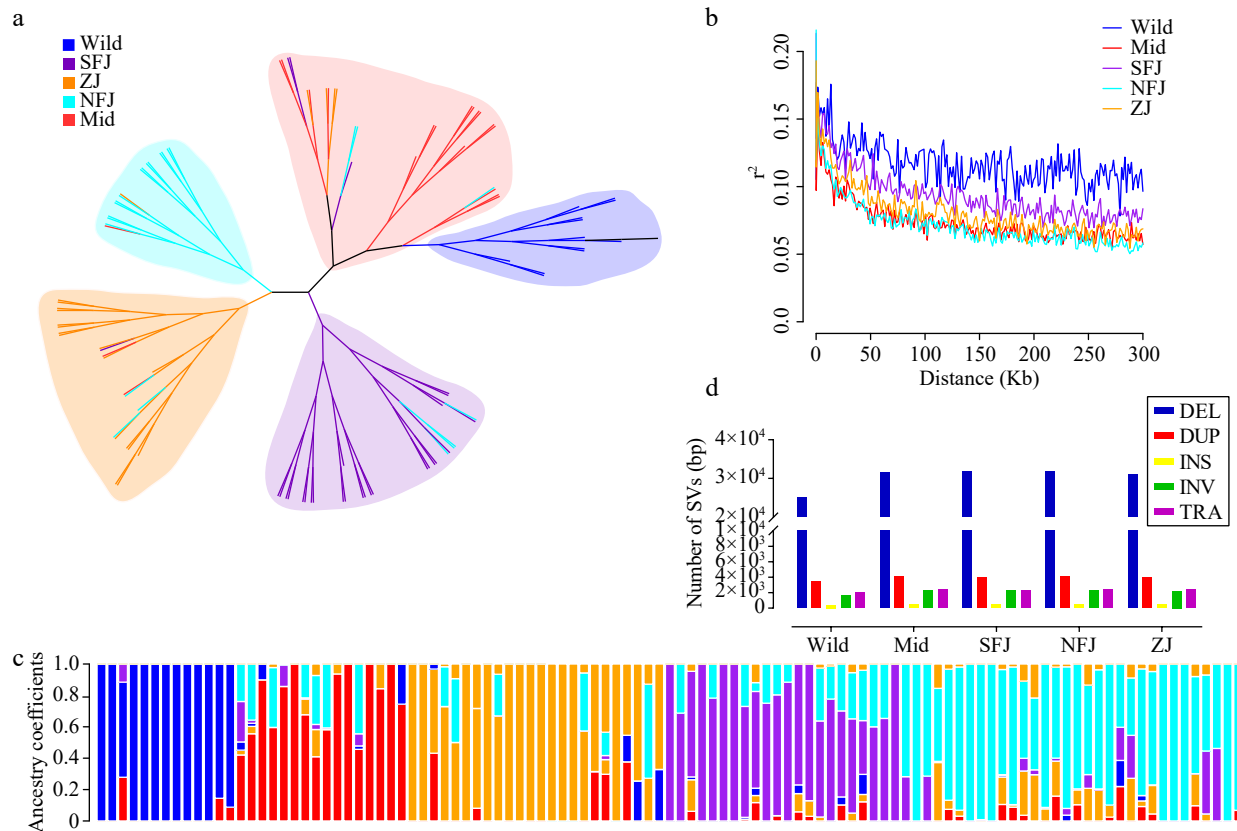 a
Wild
SFJ
ZJ
NFJ
Mid
b
Wild
Mid
SFJ
NFJ
ZJ
r²
0.20
0.15
0.10
0.05
0.0
0
50
100
150
200
250
300
Distance (Kb)
d
DEL
DUP
INS
INV
TRA
Number of SVs (bp)
4×10⁴
3×10⁴
2×10⁴
1×10⁴
6×10³
4×10³
2×10³
0
Wild
Mid
SFJ
NFJ
ZJ
c
Ancestry coefficients
1.0
0.8
0.6
0.4
0.2
0